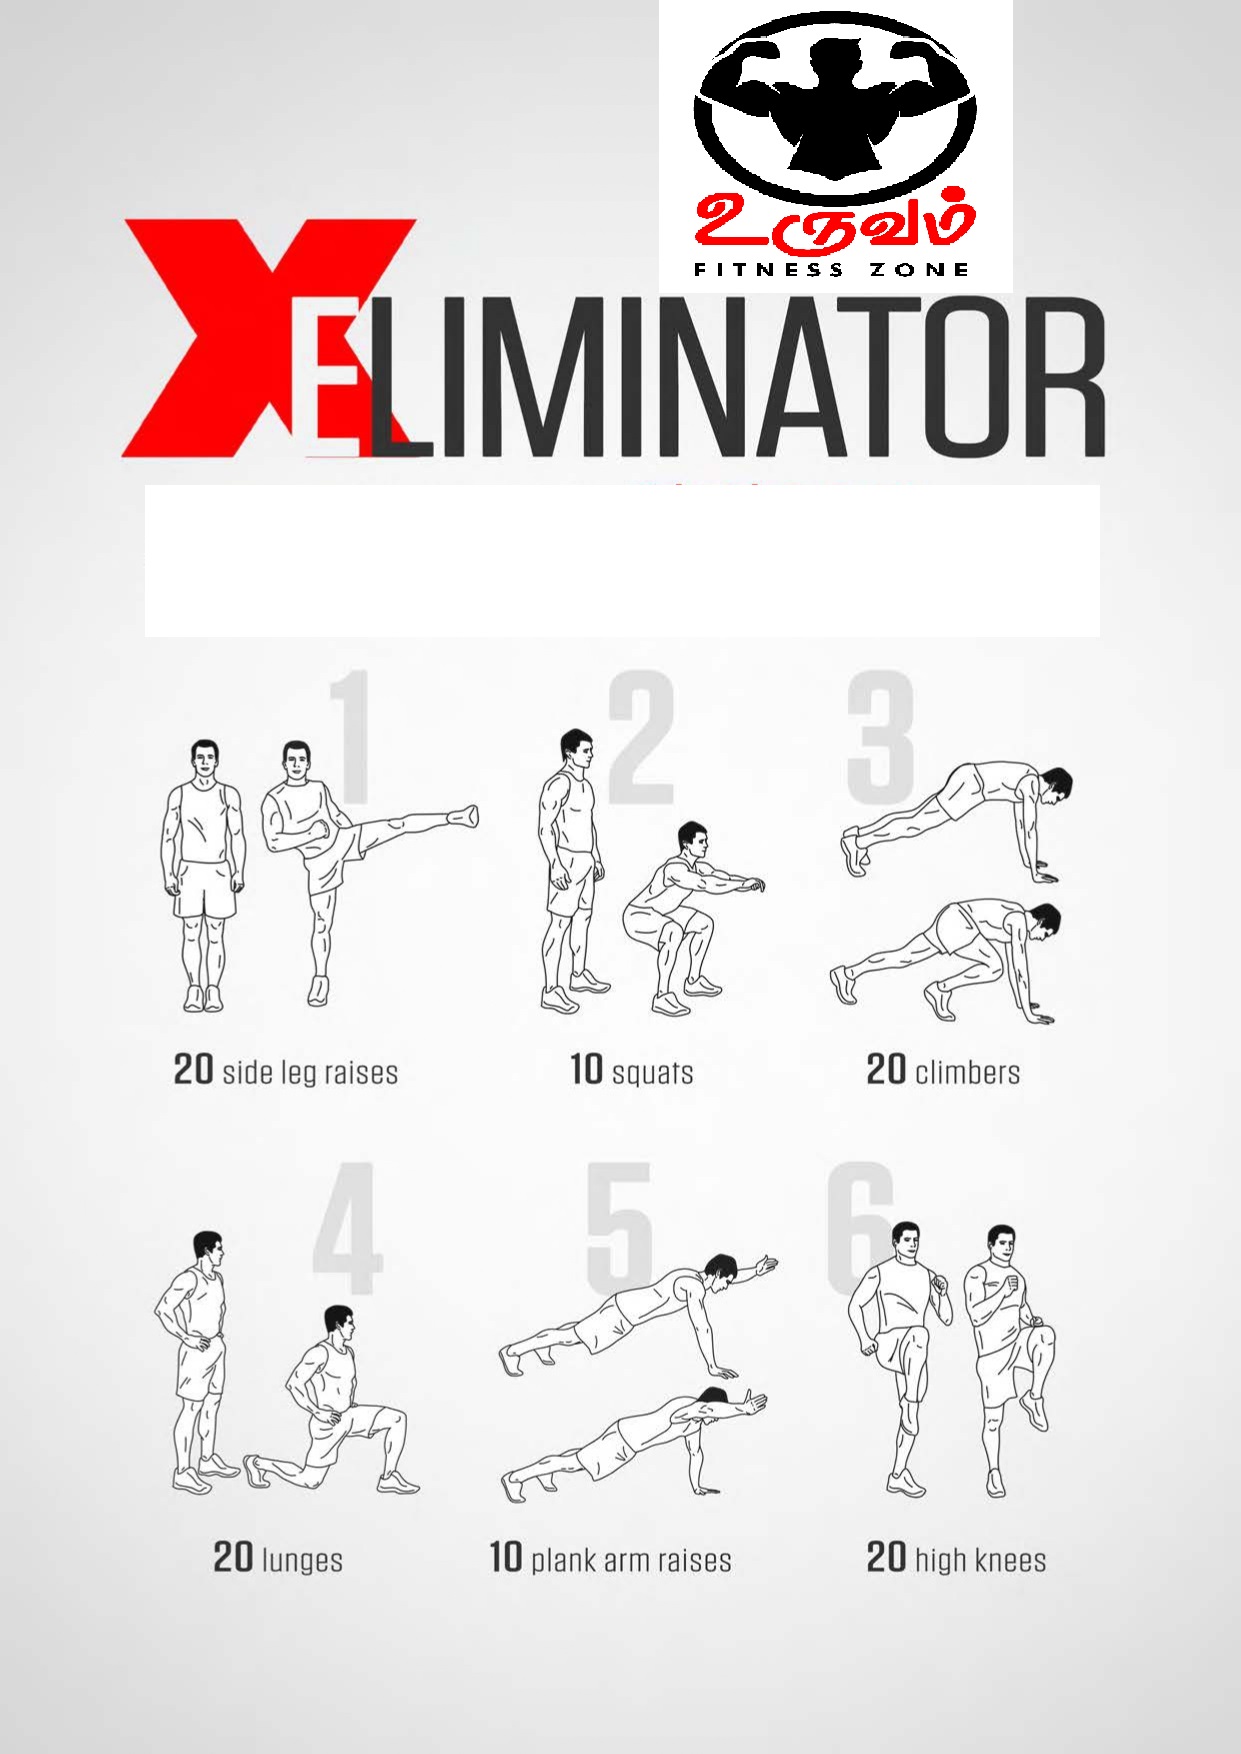 உருவம்
FITNESS ZONE
XELIMINATOR
1
2
3
20 side leg raises
10 squats
20 climbers
4
5
6
20 lunges
10 plank arm raises
20 high knees